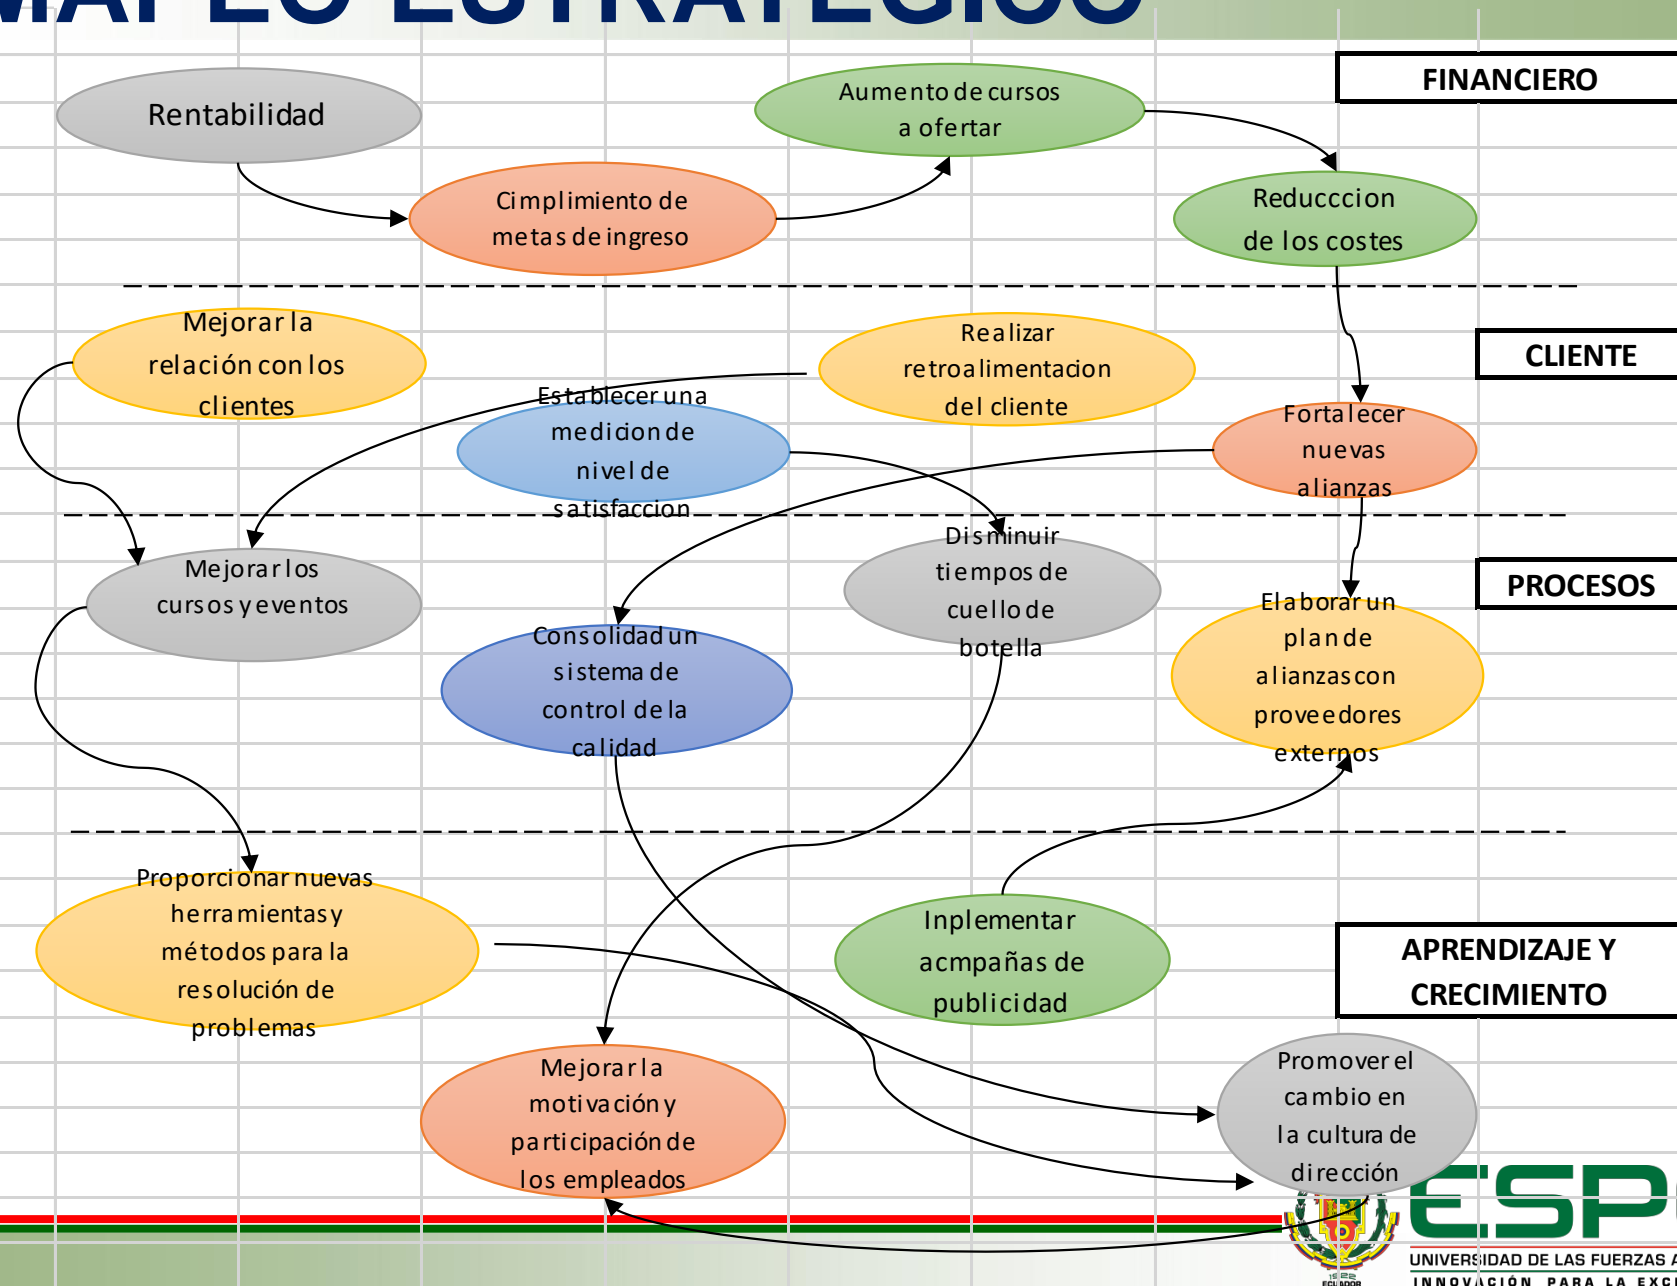 MAPEO ESTRATEGICO
FINANCIERO
Rentabilidad
Aumento de cursos
a ofertar
Cimplimiento de
metas de ingreso
Reducccion
de los costes
CLIENTE
Mejorar la
relación con los
clientes
Realizar
retroalimentacion
del cliente
Establecer una
medicion de
nivel de
satisfaccion
Fortalecer
nuevas
alianzas
PROCESOS
Mejorar los
cursos y eventos
Disminuir
tiempos de
cuello de
botella
Consolidad un
sistema de
control de la
calidad
Elaborar un
plan de
alianzas con
proveedores
externos
APRENDIZAJE Y
CRECIMIENTO
Proporcionar nuevas
herramientas y
métodos para la
resolución de
problemas
Inplementar
acmpañas de
publicidad
Mejorar la
motivación y
participación de
los empleados
Promover el
cambio en
la cultura de
dirección
1922
ECUADOR
ESP
UNIVERSIDAD DE LAS FUERZAS A
INNOVACIÓN PARA LA EXC